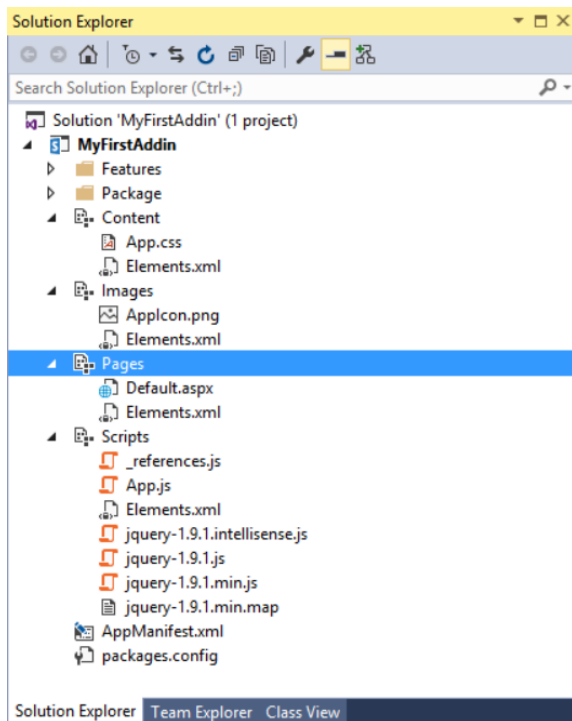 Solution Explorer
Search Solution Explorer (Ctrl+;)
Solution 'MyFirstAddin' (1 project)
MyFirstAddin
Features
Package
Content
App.css
Elements.xml
Images
AppIcon.png
Elements.xml
Pages
Default.aspx
Elements.xml
Scripts
_references.js
App.js
Elements.xml
jquery-1.9.1.intellisense.js
jquery-1.9.1.js
jquery-1.9.1.min.js
jquery-1.9.1.min.map
AppManifest.xml
packages.config
Solution Explorer Team Explorer Class View